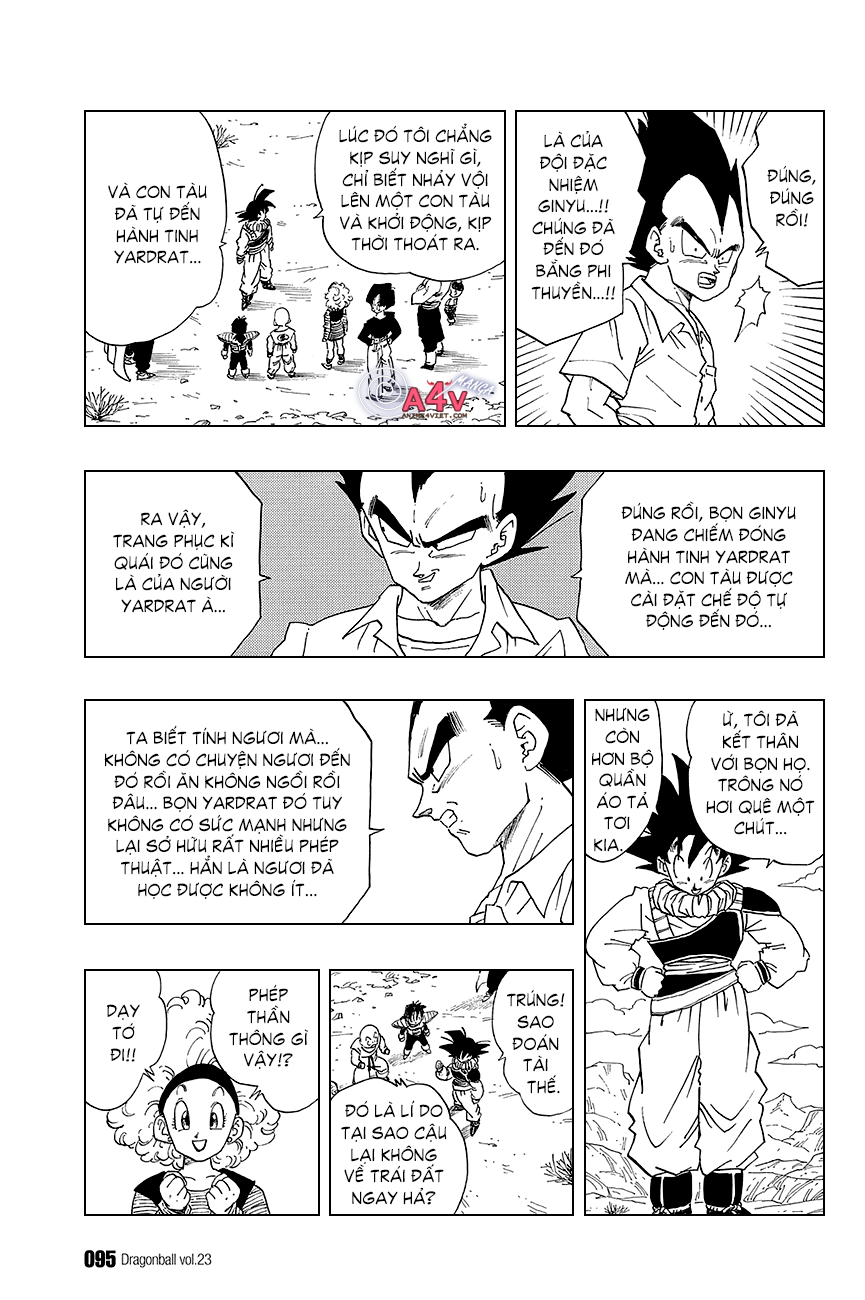 ĐÚNG,
ĐÚNG
RỒI!
LÀ CỦA
ĐỘI ĐẶC
NHIỆM
GINYU...!!
CHÚNG ĐÃ
ĐẾN ĐÓ
BẰNG PHI
THUYỀN...!!
LÚC ĐÓ TÔI CHẲNG
KỊP SUY NGHĨ GÌ,
CHỈ BIẾT NHẢY VỘI
LÊN MỘT CON TÀU
VÀ KHỞI ĐỘNG, KỊP
THỜI THOÁT RA.
VÀ CON TÀU
ĐÃ TỰ ĐẾN
HÀNH TINH
YARDRAT...
MANGA
A4V
ANIME4VIET.COM
ĐÚNG RỒI, BỌN GINYU
ĐANG CHIẾM ĐÓNG
HÀNH TINH YARDRAT
MÀ... CON TÀU ĐƯỢC
CÀI ĐẶT CHẾ ĐỘ TỰ
ĐỘNG ĐẾN ĐÓ...
RA VẬY,
TRANG PHỤC KÌ
QUÁI ĐÓ CŨNG
LÀ CỦA NGƯỜI
YARDRAT À...
Ừ, TÔI ĐÃ
KẾT THÂN
VỚI BỌN HỌ.
TRÔNG NÓ
HƠI QUÊ MỘT
CHÚT...
NHƯNG
CÒN
HƠN BỘ
QUẦN
ÁO TẢ
TƠI
KIA.
TA BIẾT TÍNH NGƯƠI MÀ...
KHÔNG CÓ CHUYỆN NGƯƠI ĐẾN
ĐÓ RỒI ĂN KHÔNG NGỒI RỒI
ĐÂU... BỌN YARDRAT ĐÓ TUY
KHÔNG CÓ SỨC MẠNH NHƯNG
LẠI SỞ HỮU RẤT NHIỀU PHÉP
THUẬT... HẲN LÀ NGƯƠI ĐÃ
HỌC ĐƯỢC KHÔNG ÍT...
TRÚNG!
SAO
ĐOÁN
TÀI
THẾ.
ĐÓ LÀ LÍ DO
TẠI SAO CẬU
LẠI KHÔNG
VỀ TRÁI ĐẤT
NGAY HẢ?
PHÉP
THẦN
THÔNG GÌ
VẬY!?
DẠY
TỚ
ĐI!!
095 Dragonball vol.23